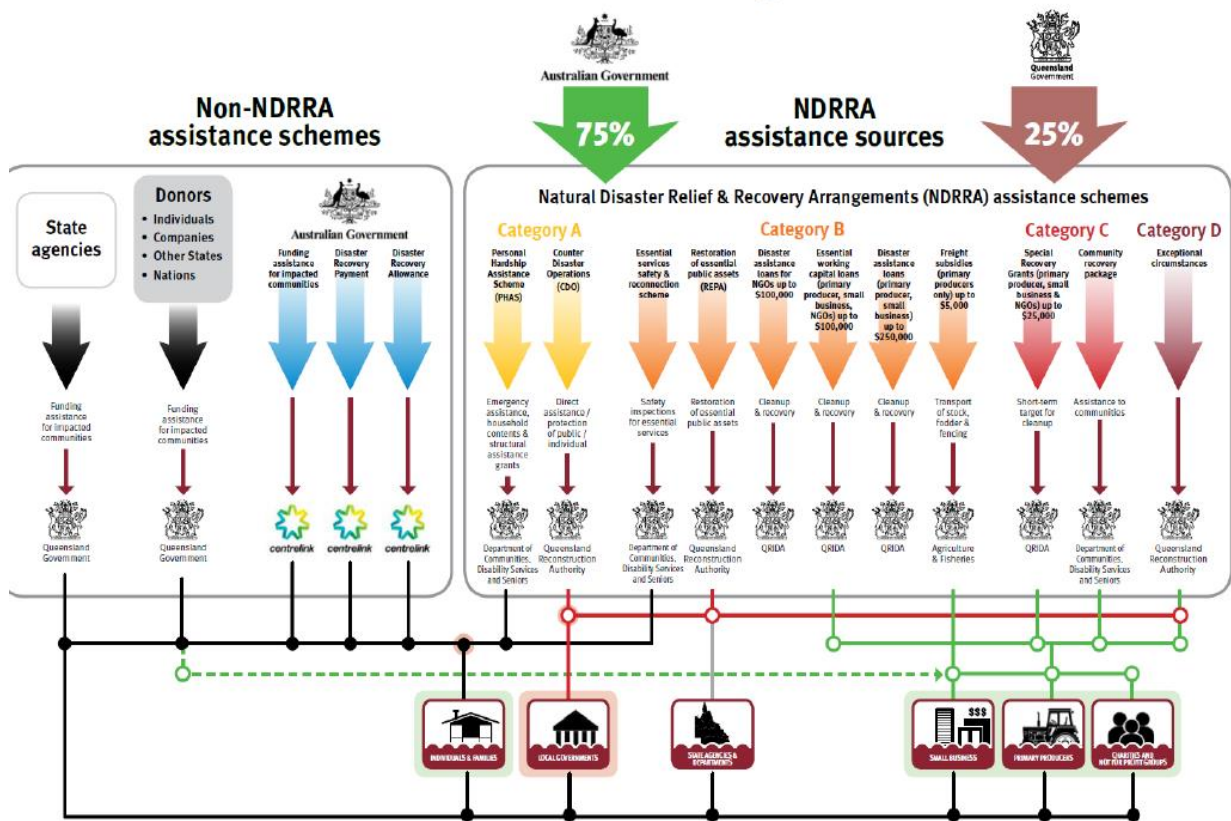 Australian Government
Queensland
Government
Non-NDRRA
assistance schemes
75%
NDRRA
assistance sources
25%
State
agencies
Donors
• Individuals
• Companies
• Other States
• Nations
Australian Government
Funding
assistance
for impacted
communities
Disaster
Recovery
Payment
Disaster
Recovery
Allowance
Funding
assistance
for impacted
communities
Funding
assistance
for impacted
communities
Queensland
Government
Queensland
Government
centrelink
centrelink
centrelink
Natural Disaster Relief & Recovery Arrangements (NDRRA) assistance schemes
Category A
Category B
Category C
Category D
Personal
Hardship
Assistance
Scheme
(PHAS)
Counter
Disaster
Operations
(CDO)
Essential
services
safety &
reconnection
scheme
Restoration
of essential
public assets
(REPA)
Disaster
assistance
loans for
NGOs up to
$100,000
Essential
working
capital loans
(primary
producer,
small
business,
NGOs) up to
$100,000
Disaster
assistance
loans
(primary
producer,
small
business)
up to
$250,000
Freight
subsidies
(primary
producers
only) up to
$5,000
Special
Recovery
Grants (primary
producer, small
business &
NGOs) up to
$25,000
Community
recovery
package
Exceptional
circumstances
Emergency
assistance,
household
contents &
structural
assistance
grants
Direct
assistance /
protection
of public /
individual
Safety
inspections
for essential
services
Restoration
of essential
public assets
Cleanup
& recovery
Cleanup
& recovery
Cleanup
& recovery
Transport
of stock,
fodder &
fencing
Short-term
target for
cleanup
Assistance to
communities
Department of
Communities,
Disability Services
and Seniors
Queensland
Reconstruction
Authority
Department of
Communities,
Disability Services
and Seniors
Queensland
Reconstruction
Authority
QRIDA
QRIDA
QRIDA
Agriculture
& Fisheries
QRIDA
Department of
Communities,
Disability Services
and Seniors
Queensland
Reconstruction
Authority
INDIVIDUALS & FAMILIES
LOCAL GOVERNMENTS
STATE AGENCIES &
DEPARTMENTS
$$$
SMALL BUSINESS
PRIMARY PRODUCERS
CHARITIES AND
NOT FOR PROFIT GROUPS